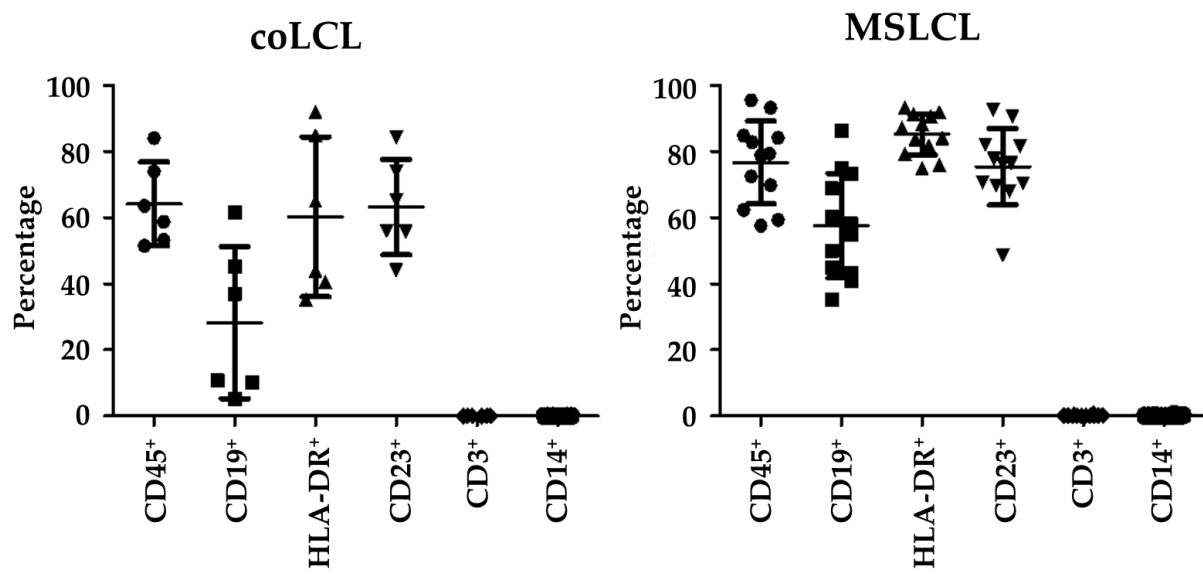 coLCL
Percentage
100
80
60
40
20
0
CD45⁺
CD19⁺
HLA-DR⁺
CD23⁺
CD3⁺
CD14⁺
MSLCL
Percentage
100
80
60
40
20
0
CD45⁺
CD19⁺
HLA-DR⁺
CD23⁺
CD3⁺
CD14⁺